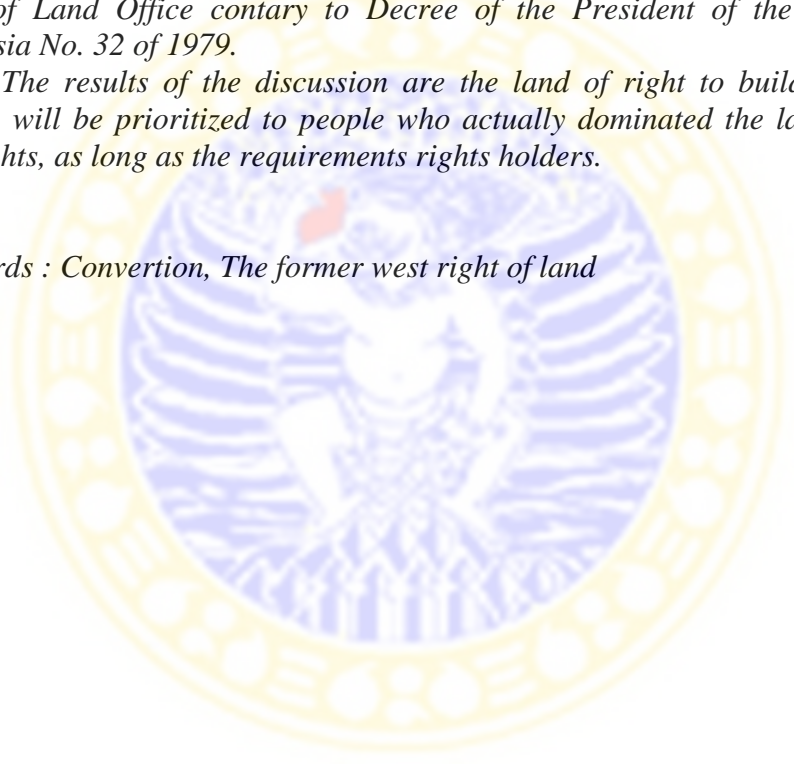 of Land Office contary to Decree of the President of the
sia No. 32 of 1979.
The results of the discussion are the land of right to build
will be prioritized to people who actually dominated the la
hts, as long as the requirements rights holders.
rds : Convertion, The former west right of land